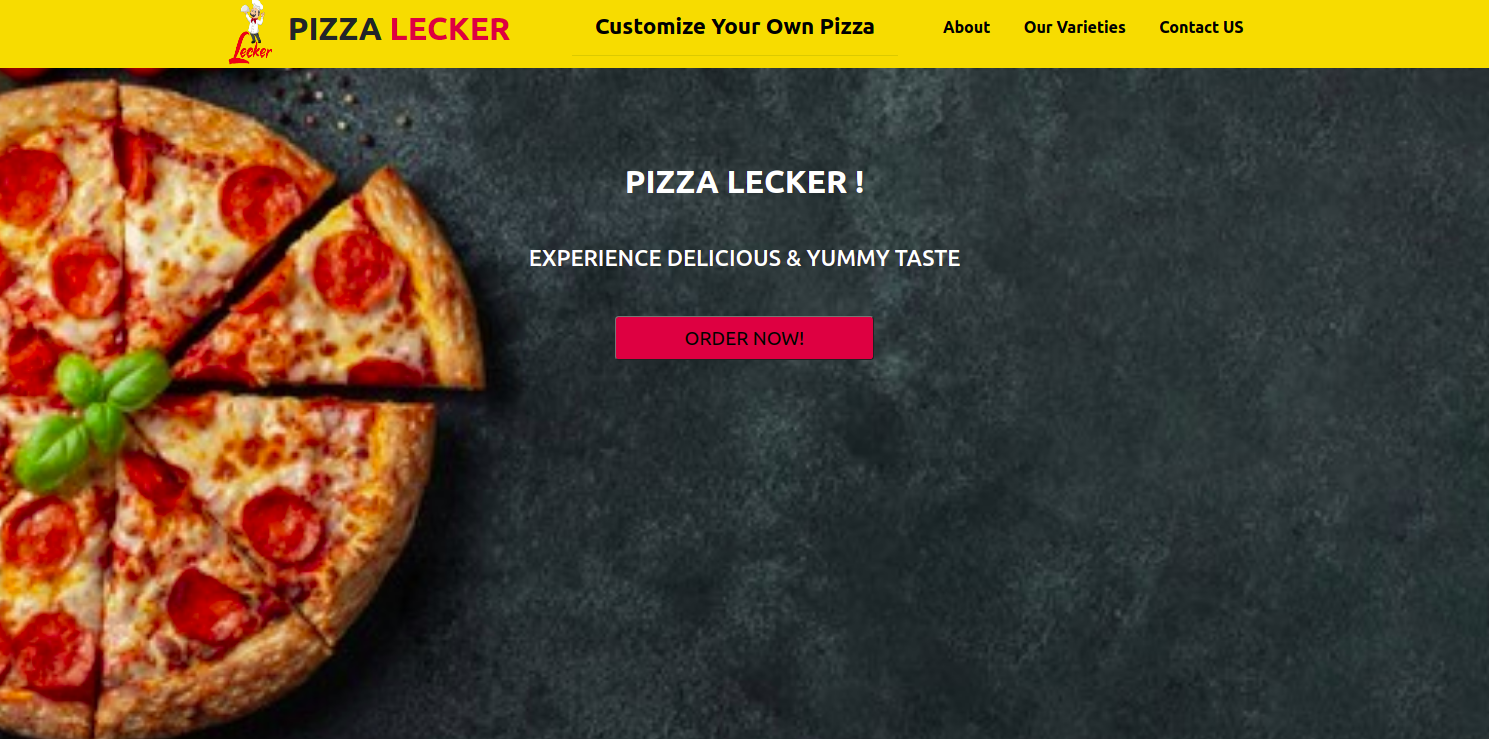 Lecker
PIZZA LECKER
Customize Your Own Pizza
About
Our Varieties
Contact US
PIZZA LECKER !
EXPERIENCE DELICIOUS & YUMMY TASTE
ORDER NOW!